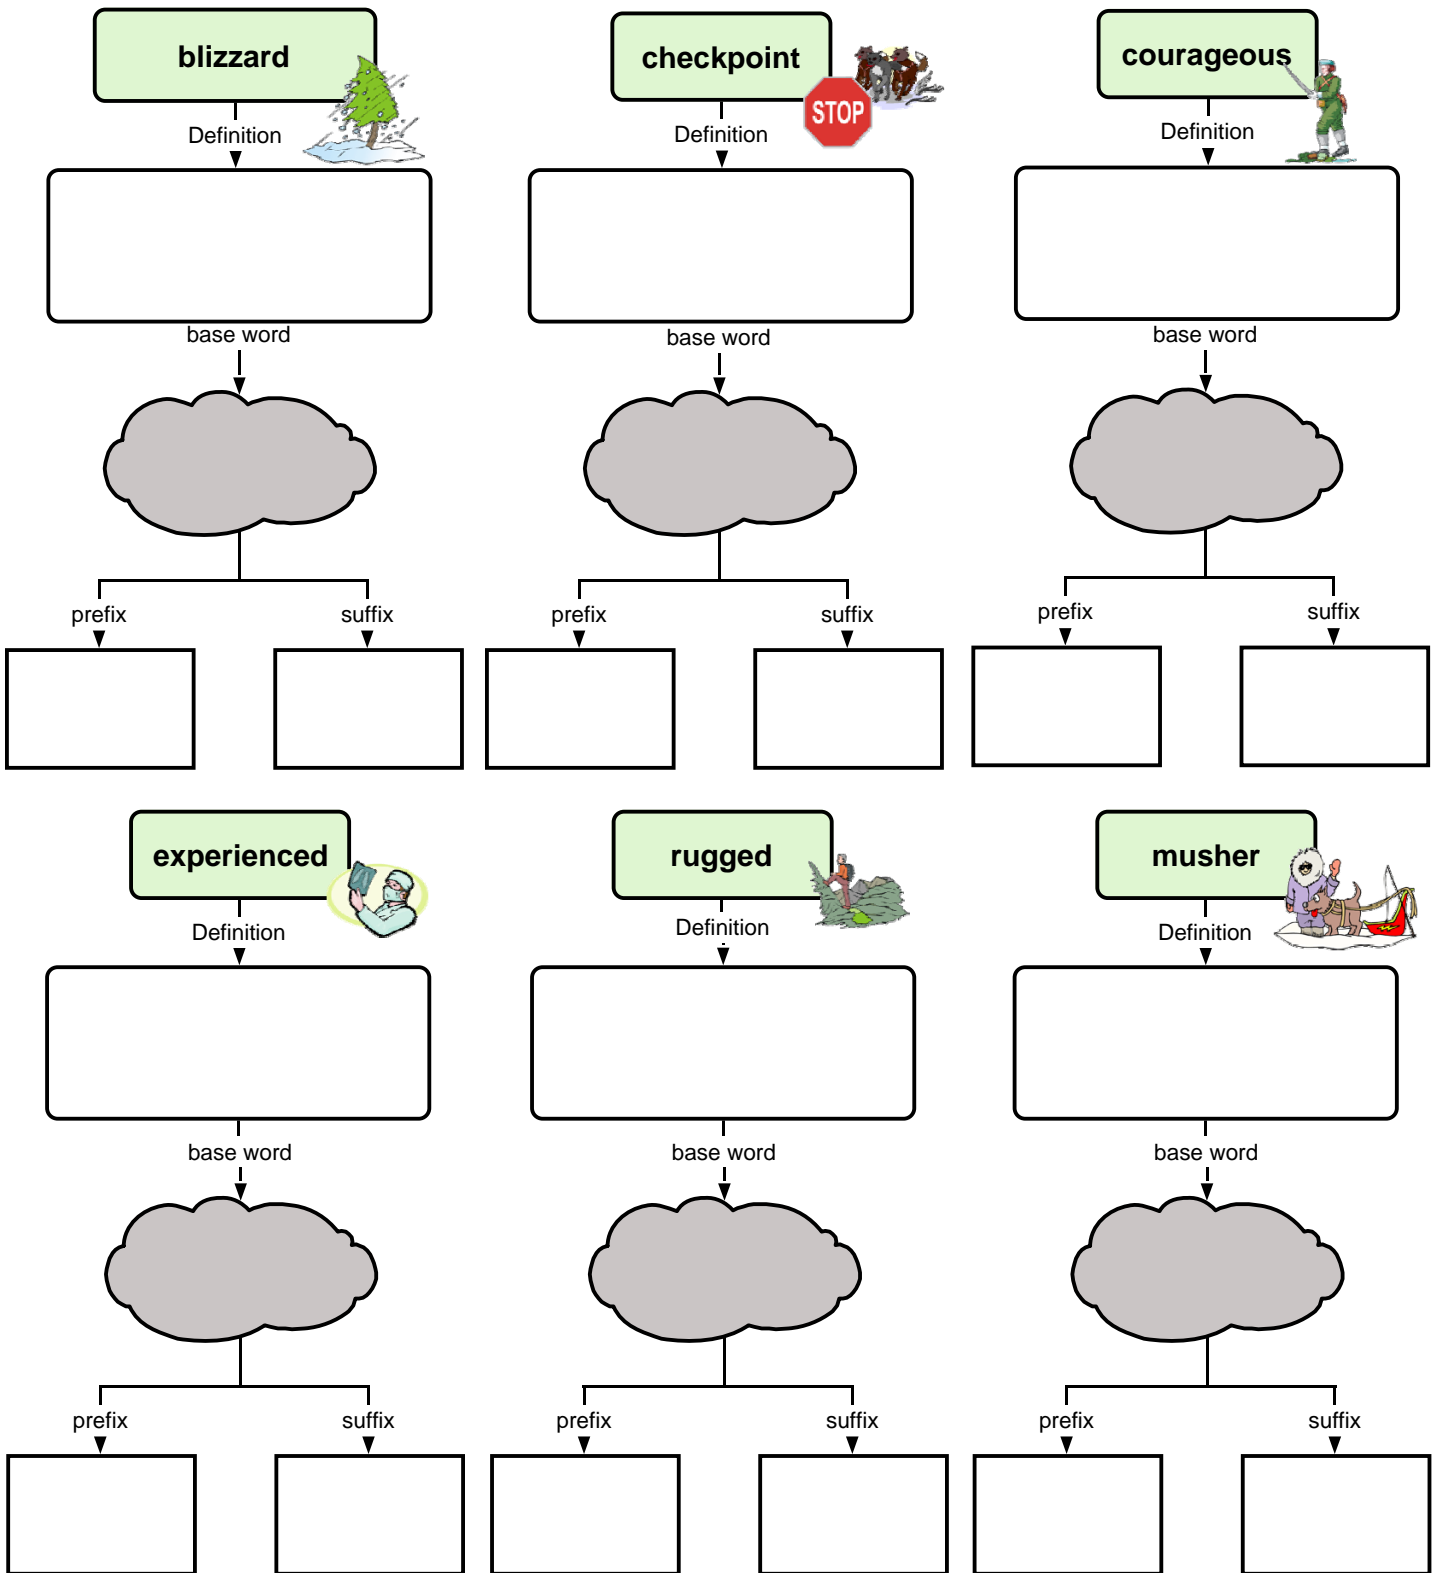 blizzard
Definition
base word
prefix
suffix
checkpoint
STOP
Definition
base word
prefix
suffix
courageous
Definition
base word
prefix
suffix
experienced
Definition
base word
prefix
suffix
rugged
Definition
base word
prefix
suffix
musher
Definition
base word
prefix
suffix